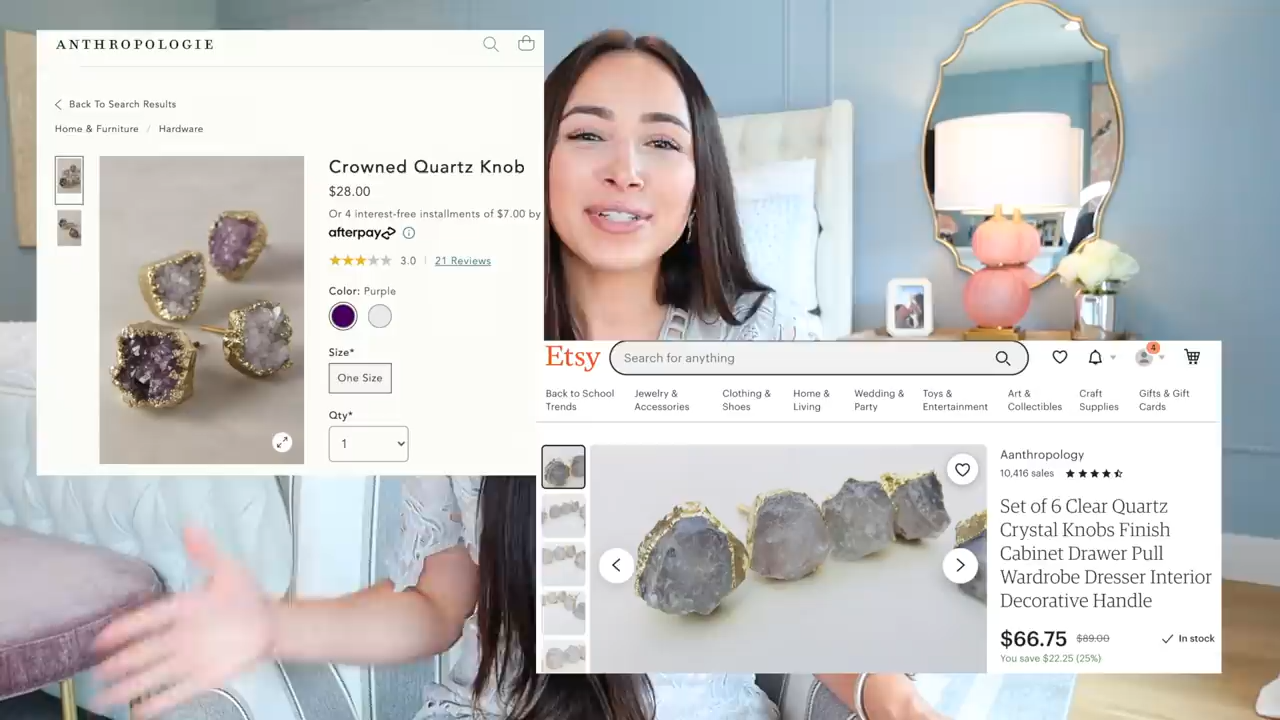 ANTHROPOLOGIE
Back To Search Results
Home & Furniture / Hardware
Crowned Quartz Knob
$28.00
Or 4 interest-free installments of $7.00 by
afterpay
3.0 | 21 Reviews
Color: Purple
Size*
One Size
Qty*
1
Etsy
Search for anything
4
Back to School
Trends
Jewelry &
Accessories
Clothing &
Shoes
Home &
Living
Wedding &
Party
Toys &
Entertainment
Art &
Collectibles
Craft
Supplies
Gifts & Gift
Cards
Aanthropology
10,416 sales
Set of 6 Clear Quartz
Crystal Knobs Finish
Cabinet Drawer Pull
Wardrobe Dresser Interior
Decorative Handle
$66.75 $89.00 In stock
You save $22.25 (25%)